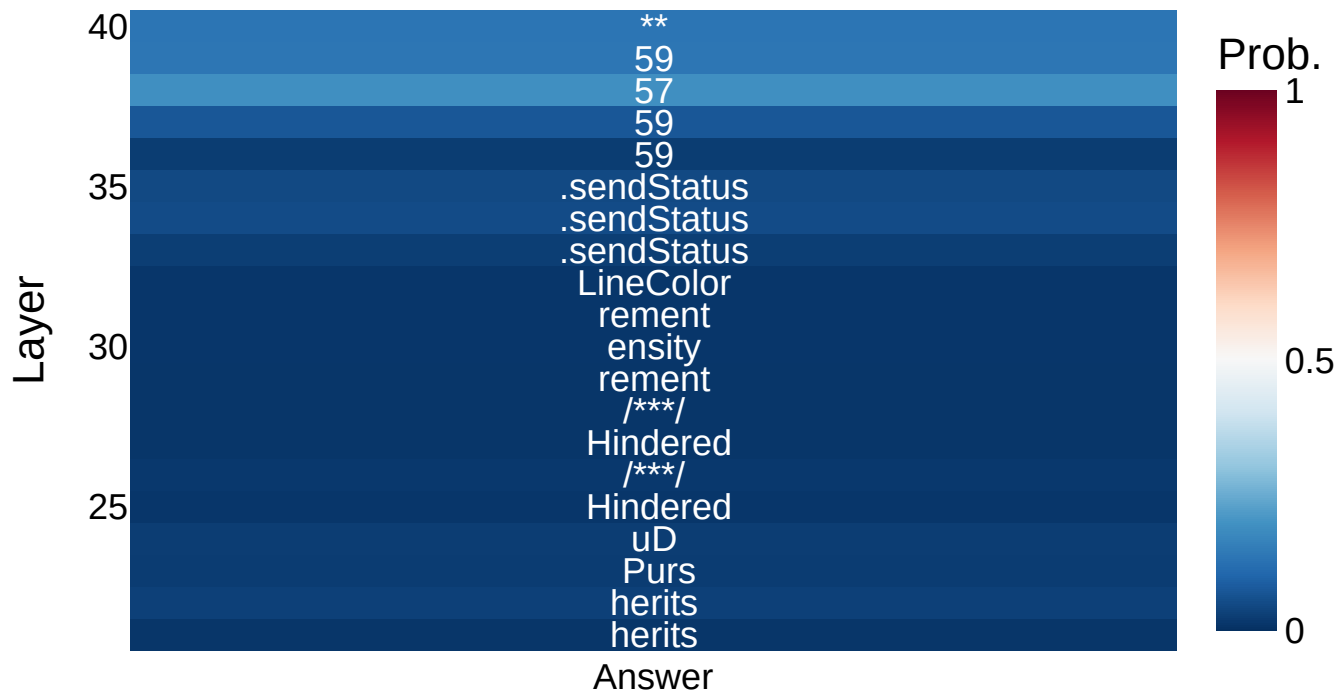 40
**
59
57
59
59
35
.sendStatus
.sendStatus
.sendStatus
LineColor
rement
30
ensity
rement
/***/
Hindered
/***/
25
Hindered
uD
Purs
herits
herits
Answer
Layer
Prob.
1
0.5
0